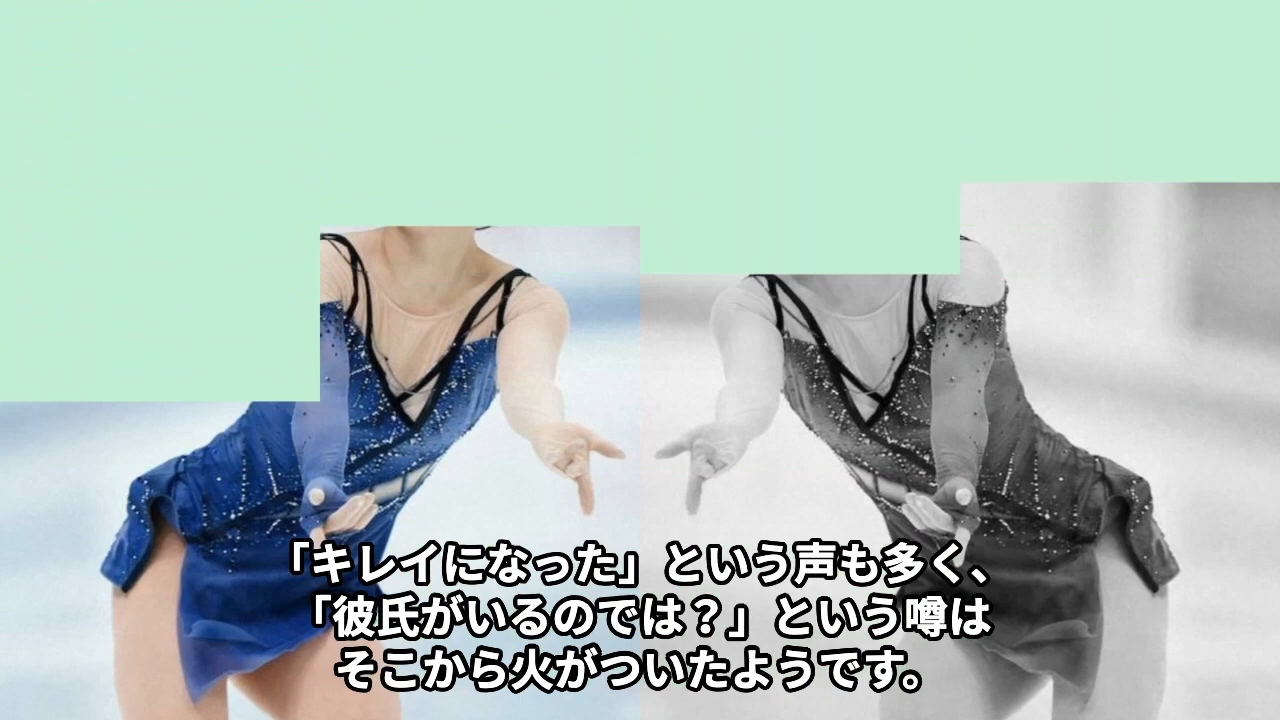 「キレイになった」という声も多く、
「彼氏がいるのでは？」という噂は
そこから火がついたようです。